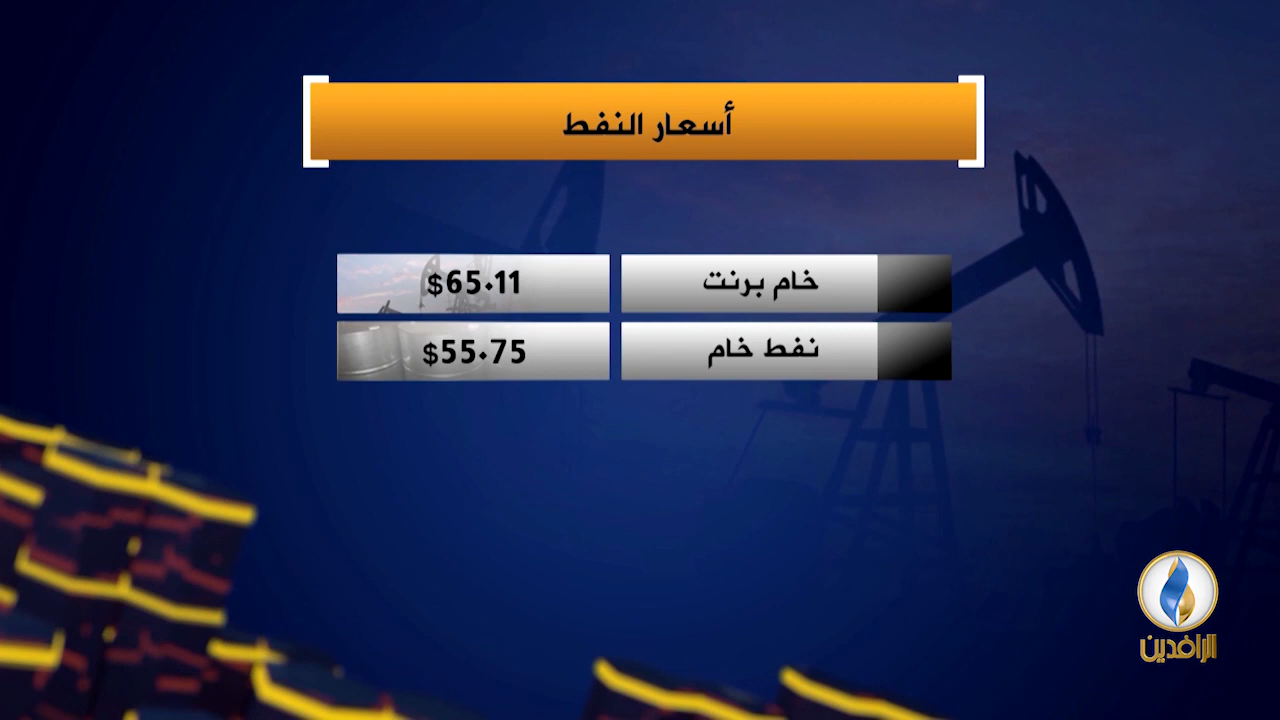 أسعار النفط
خام برنت $65.11
نفط خام $55.75
الرافدين